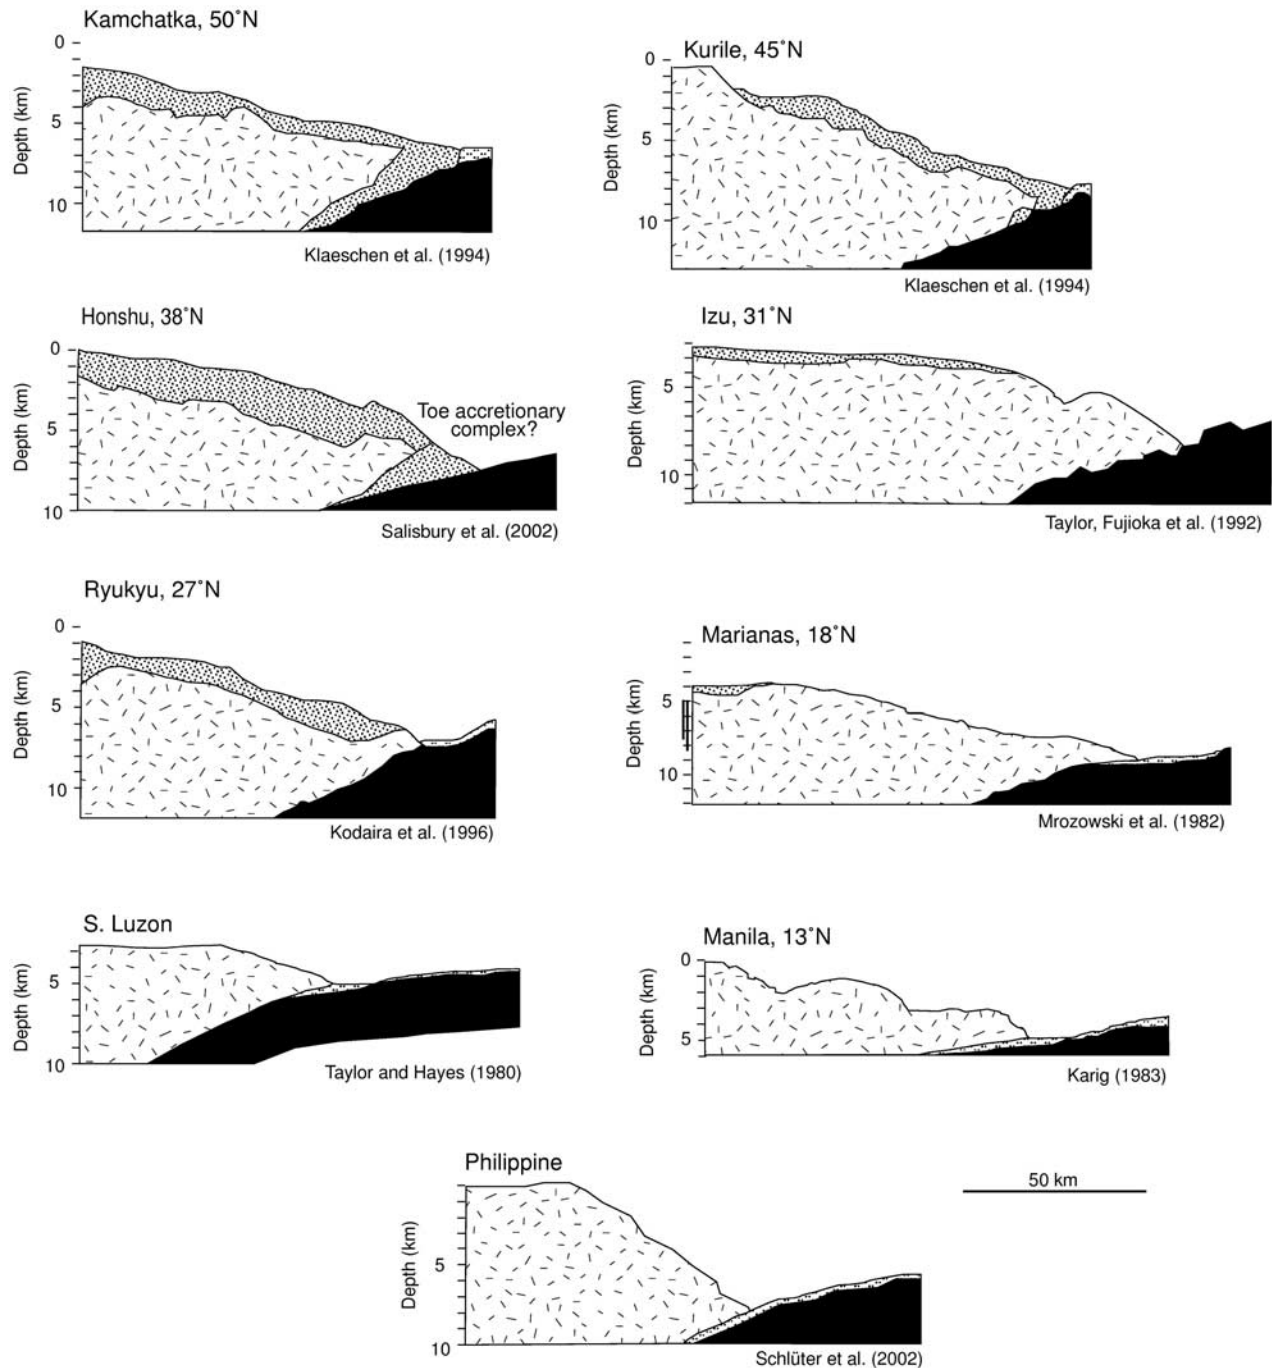 Kamchatka, 50˚N
0
5
10
Depth (km)
Klaeschen et al. (1994)
Kurile, 45˚N
0
5
10
Depth (km)
Klaeschen et al. (1994)
Honshu, 38˚N
0
5
10
Depth (km)
Toe accretionary
complex?
Salisbury et al. (2002)
Izu, 31˚N
5
10
Depth (km)
Taylor, Fujioka et al. (1992)
Ryukyu, 27˚N
0
5
10
Depth (km)
Kodaira et al. (1996)
Marianas, 18˚N
5
10
Depth (km)
Mrozowski et al. (1982)
S. Luzon
5
10
Depth (km)
Taylor and Hayes (1980)
Manila, 13˚N
0
5
Depth (km)
Karig (1983)
Philippine
5
10
Depth (km)
Schlüter et al. (2002)
50 km